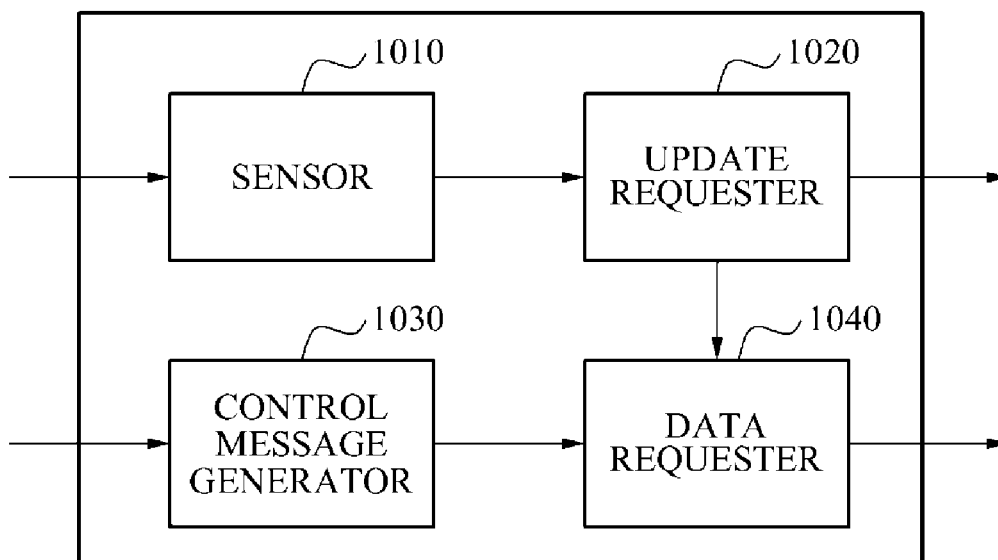 1010
1020
SENSOR
UPDATE
REQUESTER
1030
1040
CONTROL
MESSAGE
GENERATOR
DATA
REQUESTER